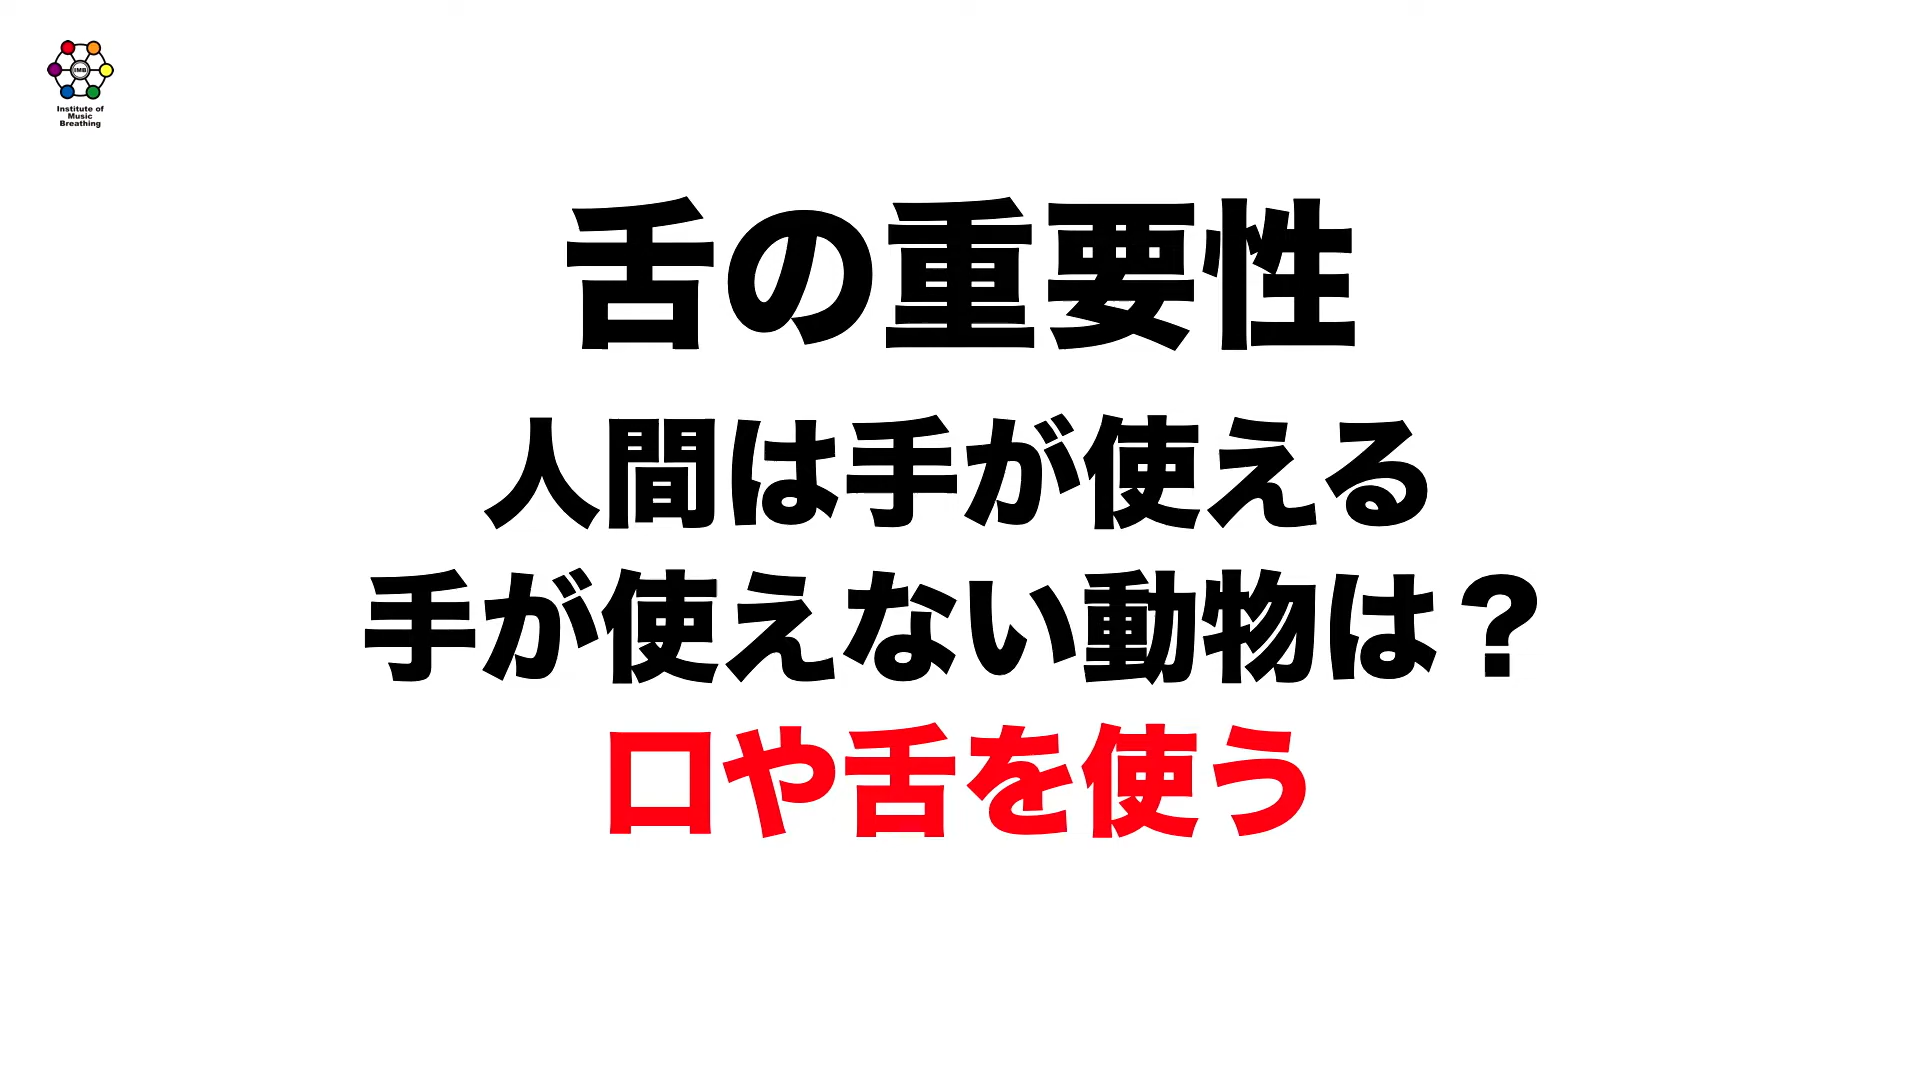 IMB
Institute of
Music
Breathing
舌の重要性
人間は手が使える
手が使えない動物は？
口や舌を使う